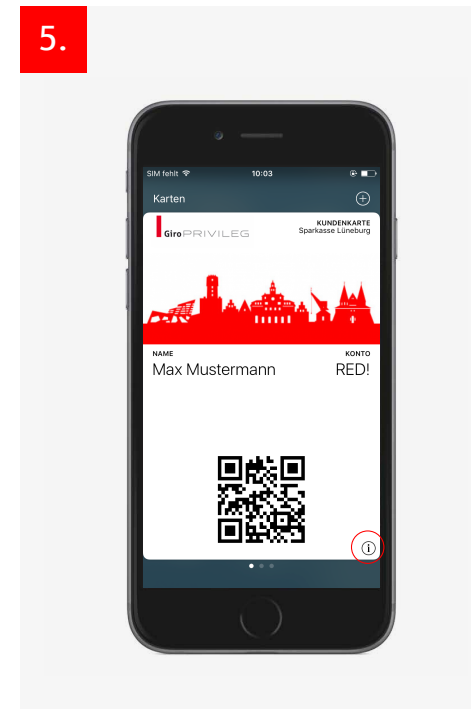 5.
SIM fehlt 10:03
Karten
GiroPRIVILEG
KUNDENKARTE
Sparkasse Lüneburg
NAME KONTO
Max Mustermann RED!
i